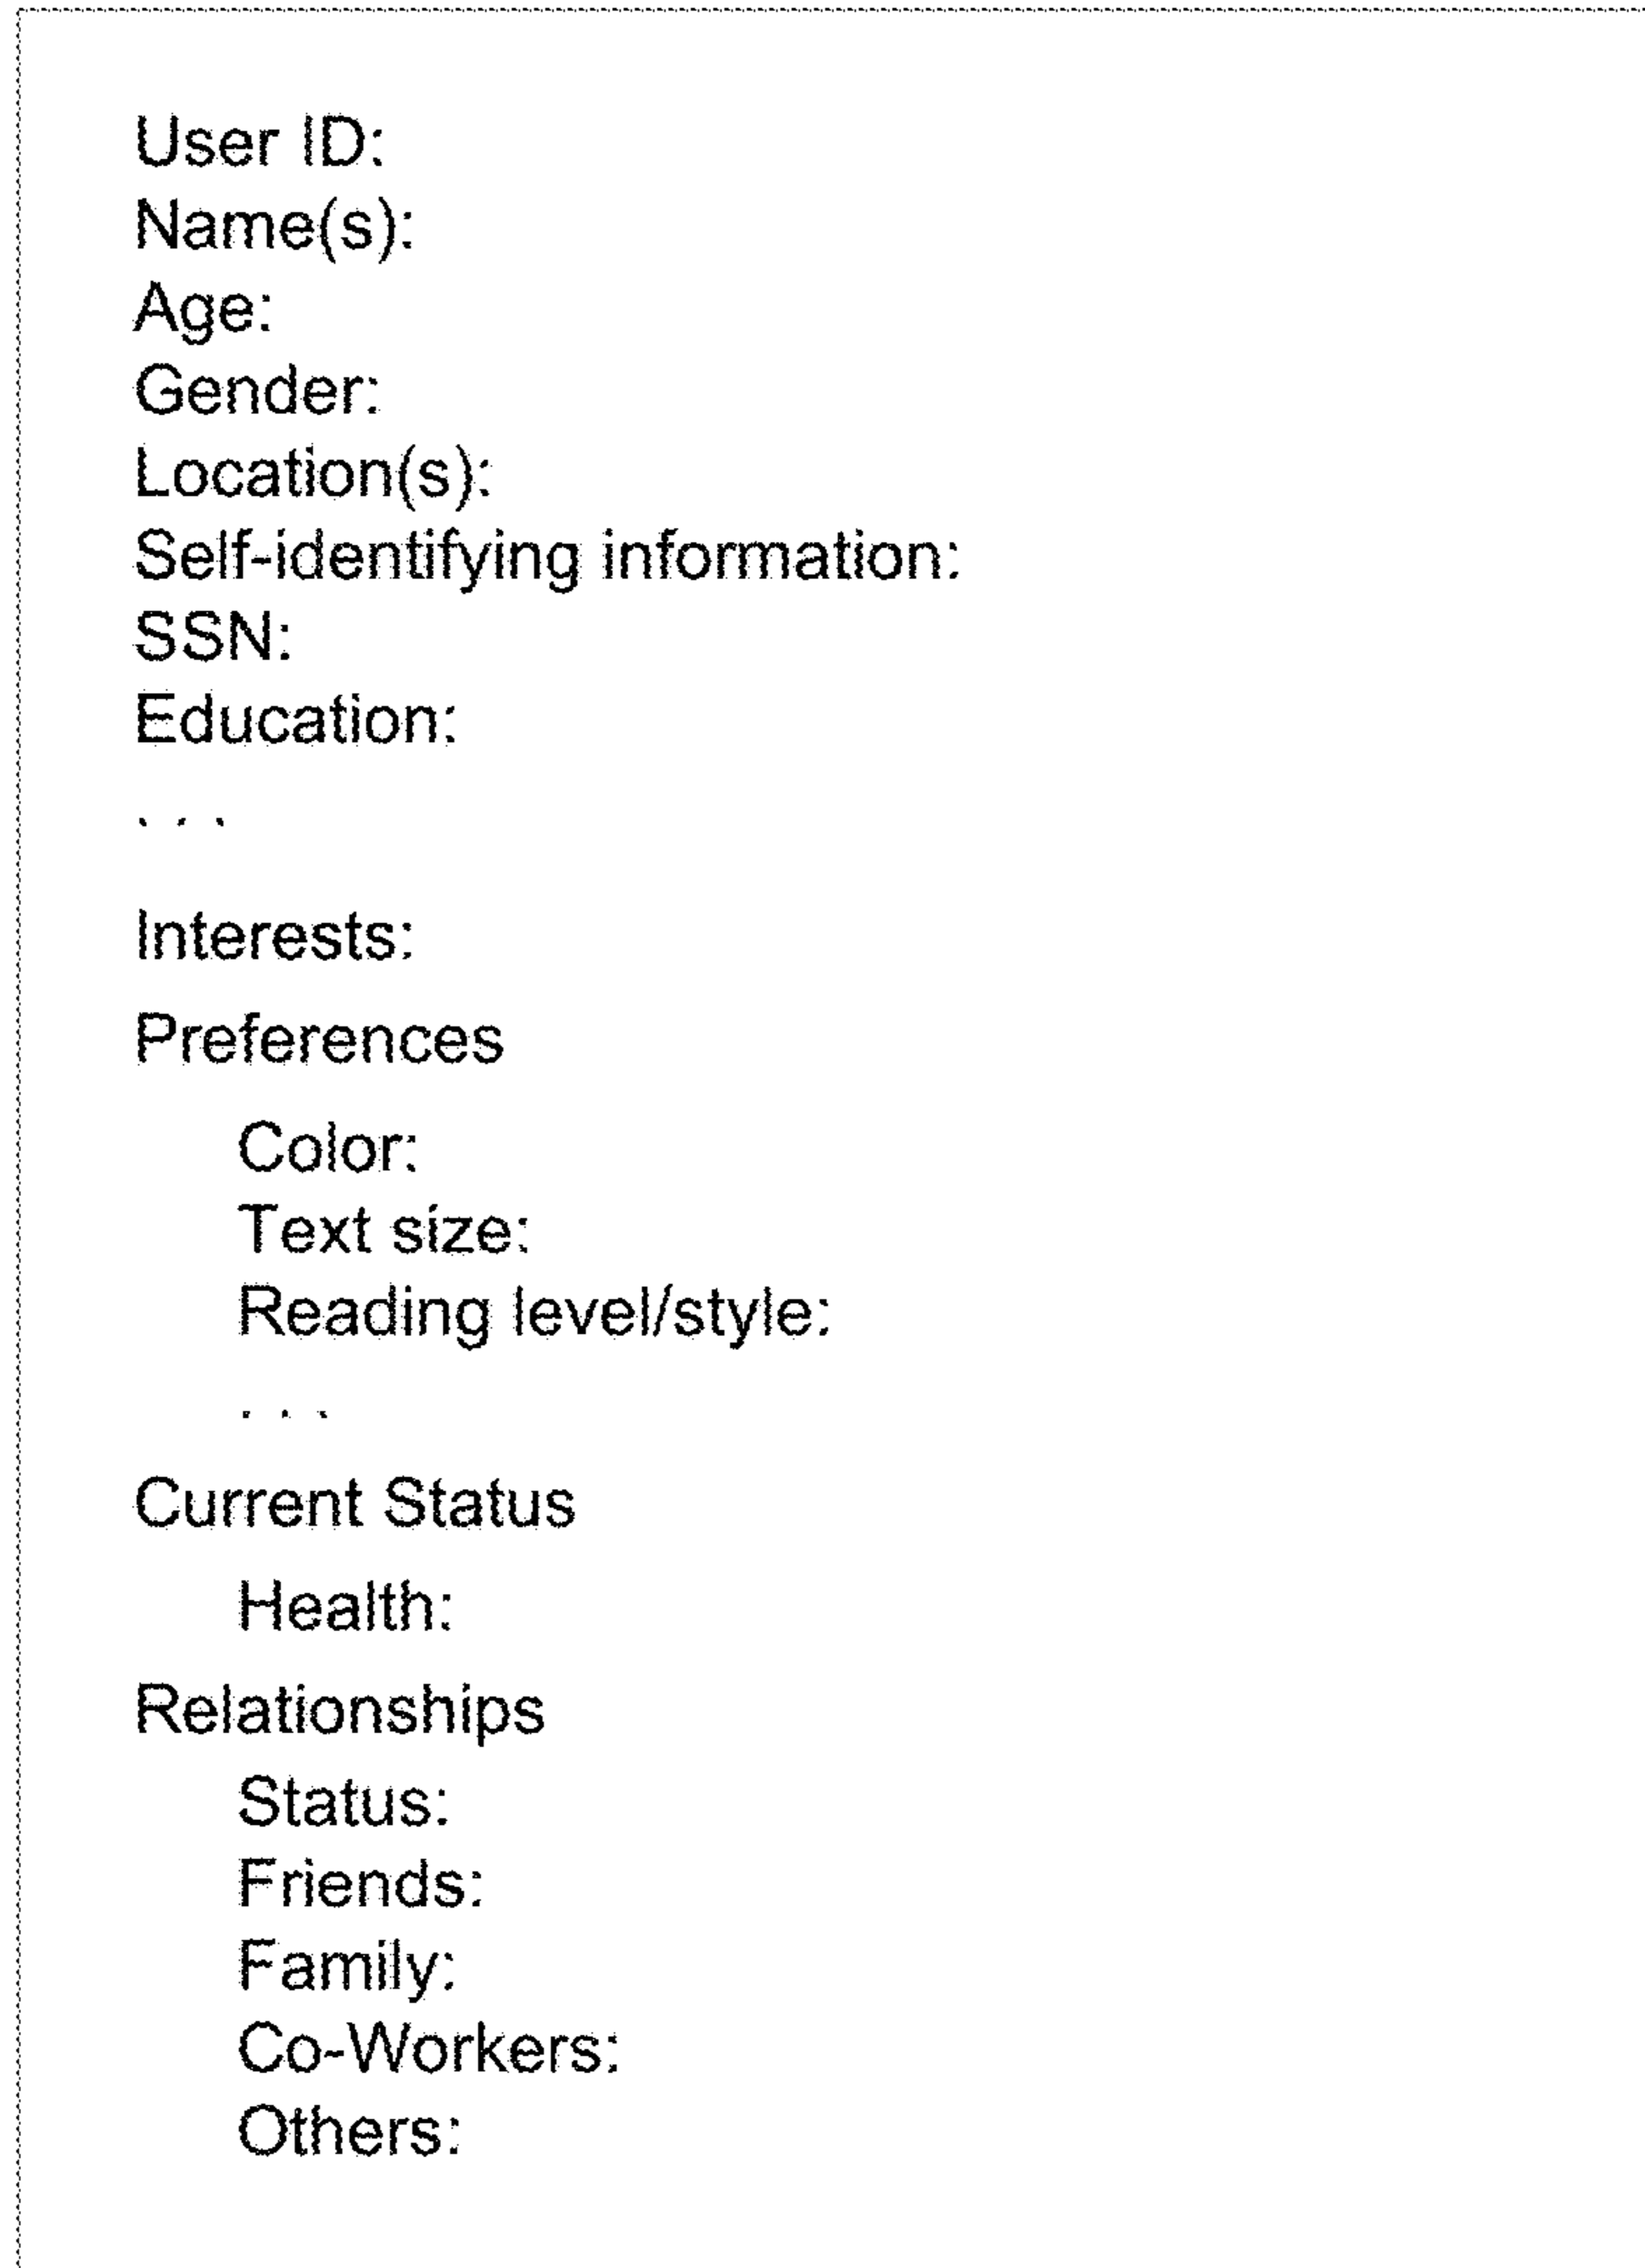 User ID:
Name(s):
Age:
Gender:
Location(s):
Self-identifying information:
SSN:
Education:
. . .
Interests:
Preferences
Color:
Text size:
Reading level/style:
. . .
Current Status
Health:
Relationships
Status:
Friends:
Family:
Co-Workers:
Others: